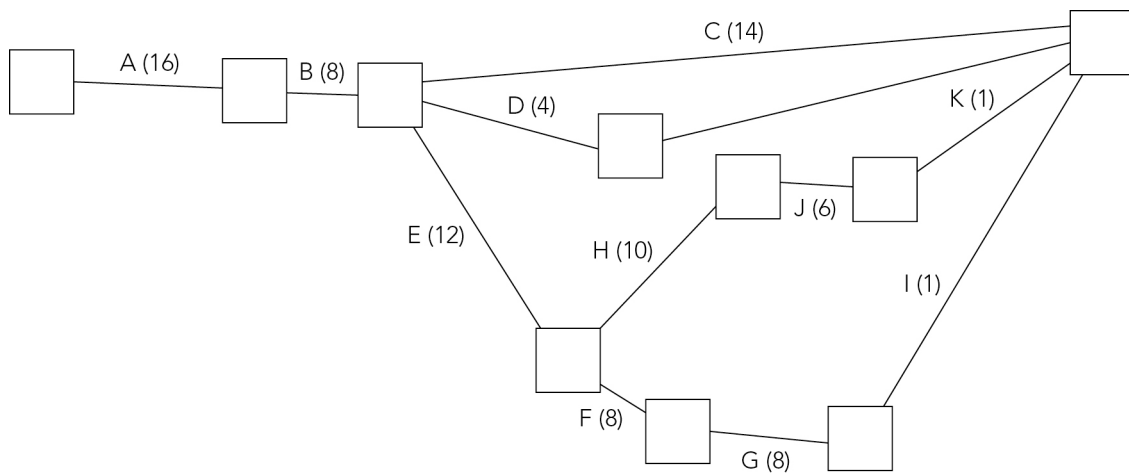 A (16)
B (8)
C (14)
D (4)
E (12)
K (1)
J (6)
H (10)
I (1)
F (8)
G (8)